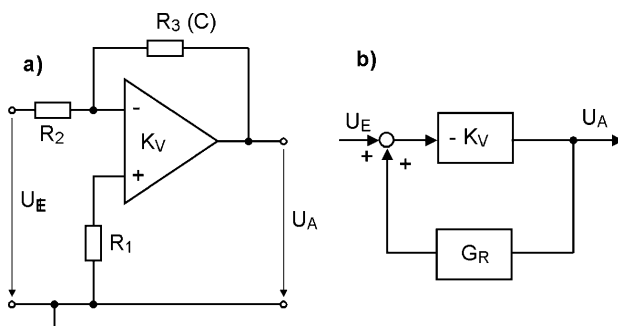 R3 (C)
a)
-
R2
KV
+
UE
R1
UA
b)
UE
+
+
- KV
UA
GR